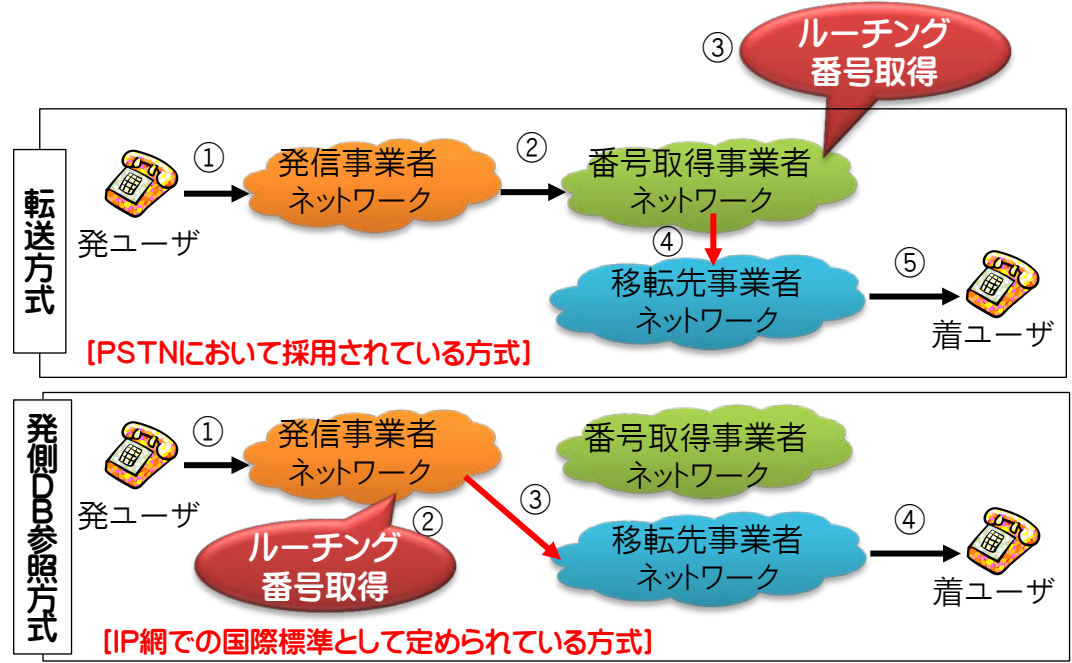 ③
ルーチング
番号取得
転送方式
①
発ユーザ
発信事業者
ネットワーク
②
番号取得事業者
ネットワーク
④
移転先事業者
ネットワーク
⑤
着ユーザ
[PSTNにおいて採用されている方式]
発側DB参照方式
①
発ユーザ
発信事業者
ネットワーク
②
ルーチング
番号取得
③
番号取得事業者
ネットワーク
移転先事業者
ネットワーク
④
着ユーザ
[IP網での国際標準として定められている方式]